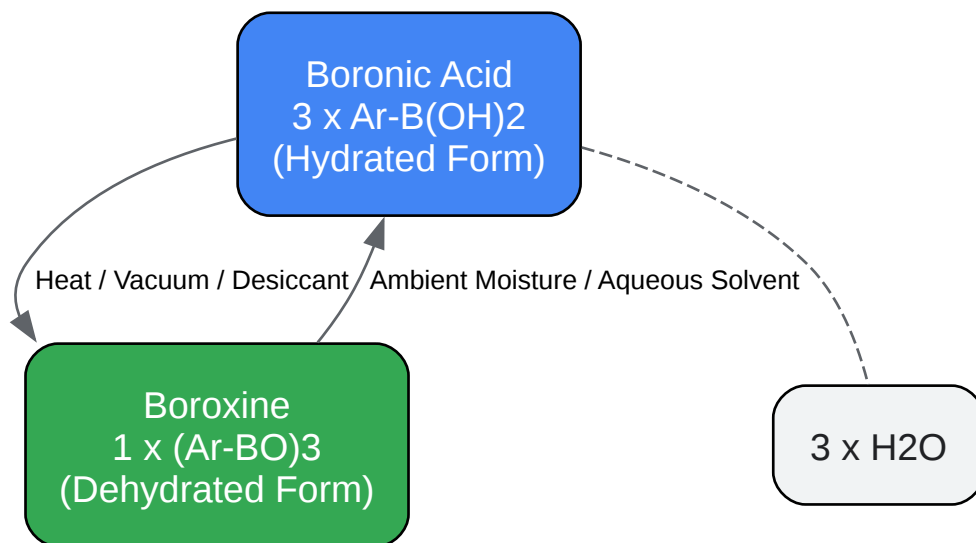 Boronic Acid
3 x Ar-B(OH)2
(Hydrated Form)
Heat / Vacuum / Desiccant
Ambient Moisture / Aqueous Solvent
Boroxine
1 x (Ar-BO)3
(Dehydrated Form)
3 x H2O